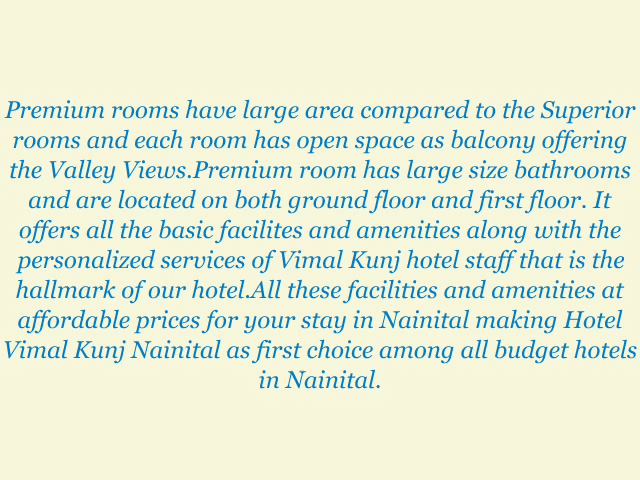 Premium rooms have large area compared to the Superior
rooms and each room has open space as balcony offering
the Valley Views.Premium room has large size bathrooms
and are located on both ground floor and first floor. It
offers all the basic facilites and amenities along with the
personalized services of Vimal Kunj hotel staff that is the
hallmark of our hotel.All these facilities and amenities at
affordable prices for your stay in Nainital making Hotel
Vimal Kunj Nainital as first choice among all budget hotels
in Nainital.